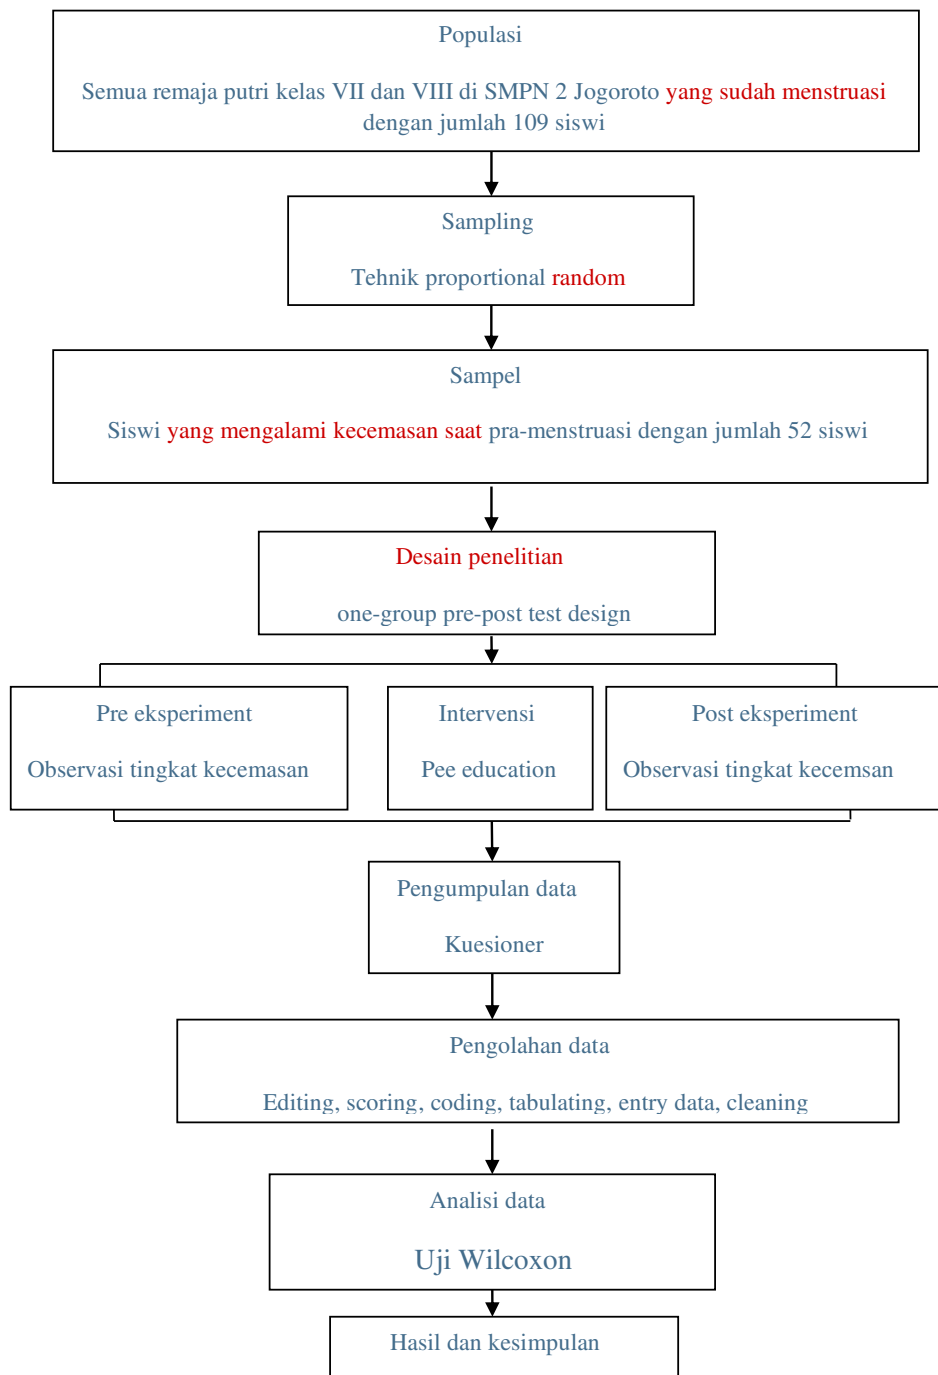 Populasi
Semua remaja putri kelas VII dan VIII di SMPN 2 Jogoroto yang sudah menstruasi
dengan jumlah 109 siswi
Sampling
Tehnik proportional random
Sampel
Siswi yang mengalami kecemasan saat pra-menstruasi dengan jumlah 52 siswi
Desain penelitian
one-group pre-post test design
Pre eksperiment
Observasi tingkat kecemasan
Intervensi
Pee education
Post eksperiment
Observasi tingkat kecemsan
Pengumpulan data
Kuesioner
Pengolahan data
Editing, scoring, coding, tabulating, entry data, cleaning
Analisi data
Uji Wilcoxon
Hasil dan kesimpulan